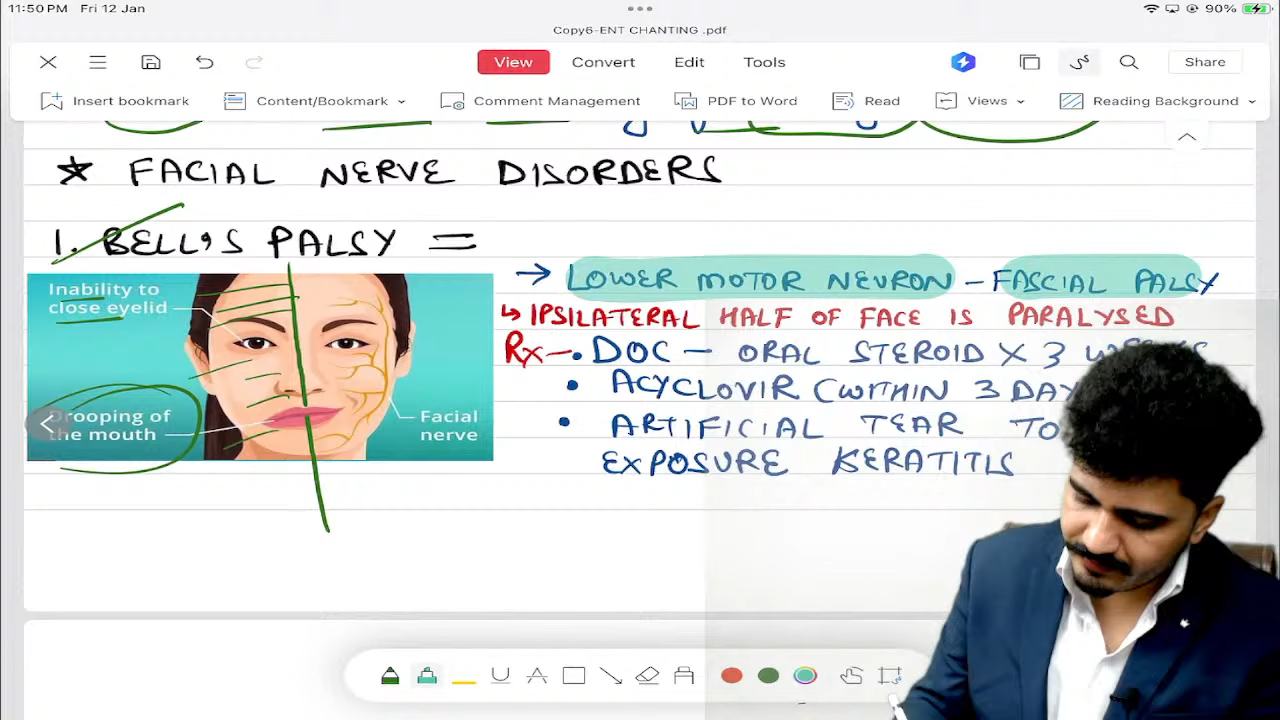 11:50 PM Fri 12 Jan
90%
Copy6-ENT CHANTING .pdf
View Convert Edit Tools
Share
Insert bookmark Content/Bookmark Comment Management PDF to Word Read Views Reading Background
★ FACIAL NERVE DISORDERS
1. BELL'S PALSY =
Inability to
close eyelid
Drooping of
the mouth
Facial
nerve
→ LOWER MOTOR NEURON - FASCIAL PALSY
↳ IPSILATERAL HALF OF FACE IS PARALYSED
Rx - • DOC - ORAL STEROID X 3
• ACYCLOVIR (WITHIN 3 DAY
• ARTIFICIAL TEAR TO
EXPOSURE KERATITIS